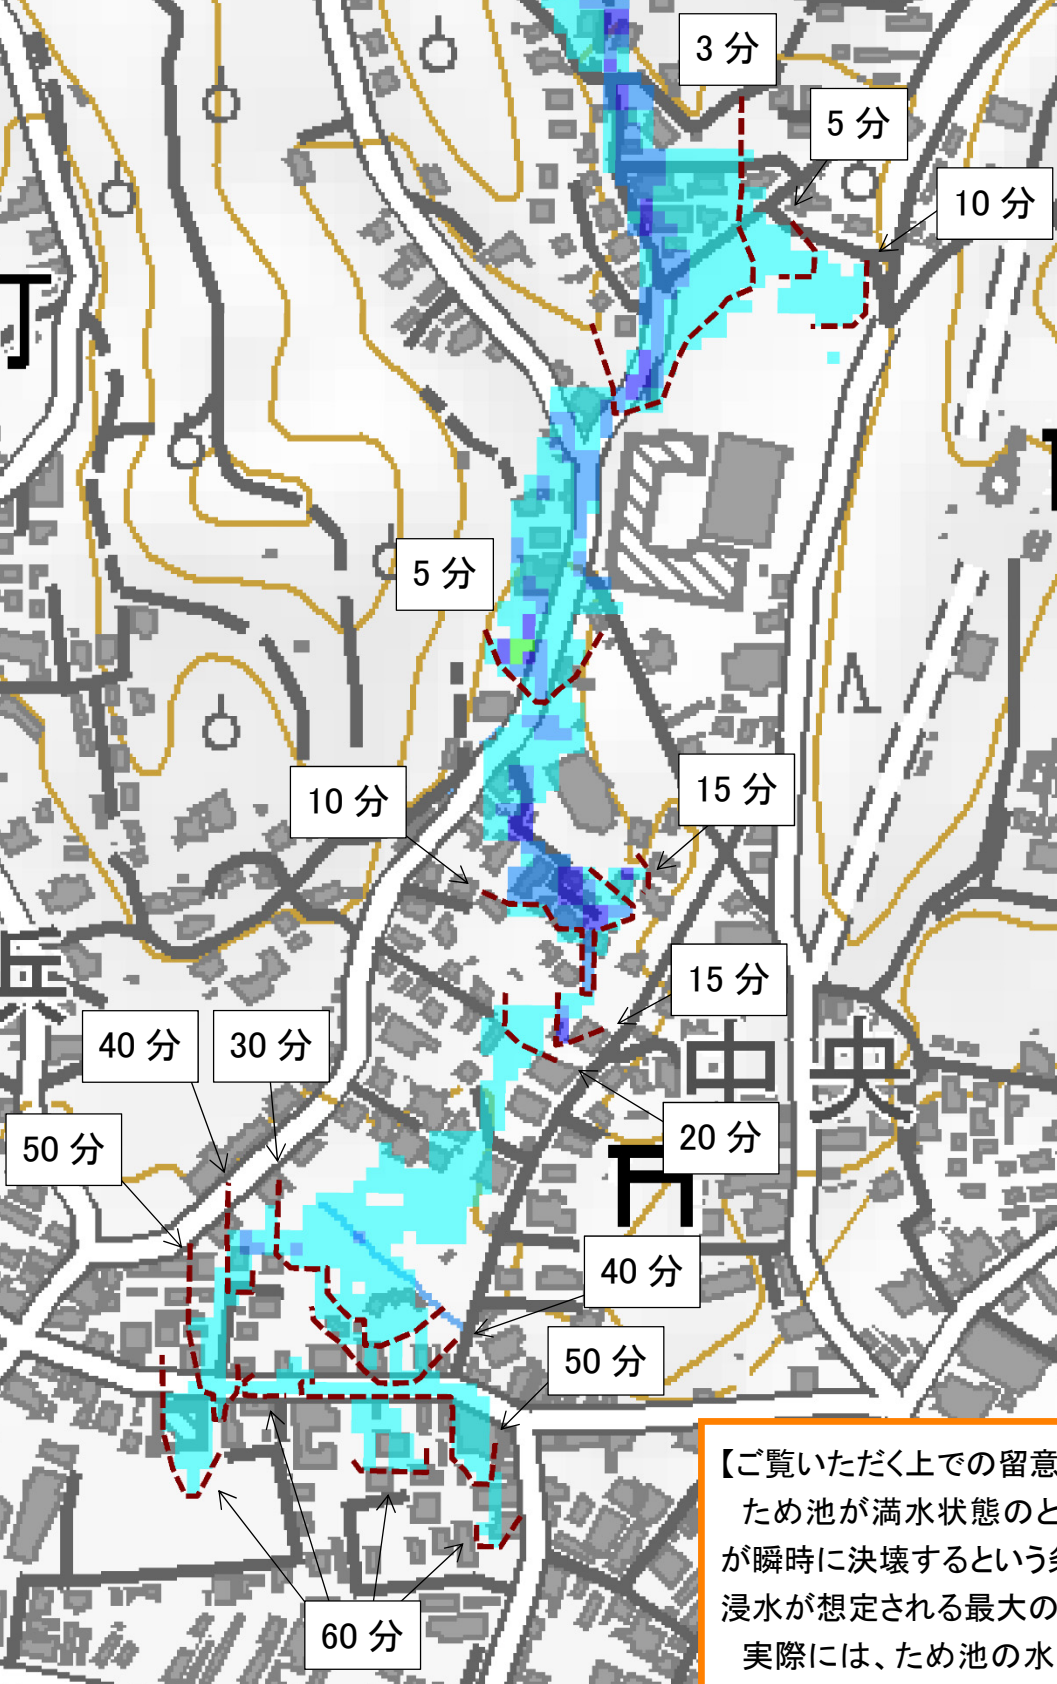 3 分
5 分
10 分
町
5 分
10 分
15 分
丘
15 分
40 分
30 分
中央
50 分
20 分
40 分
50 分
60 分
【ご覧いただく上での留意
ため池が満水状態のと
が瞬時に決壊するという条
浸水が想定される最大の
実際には、ため池の水